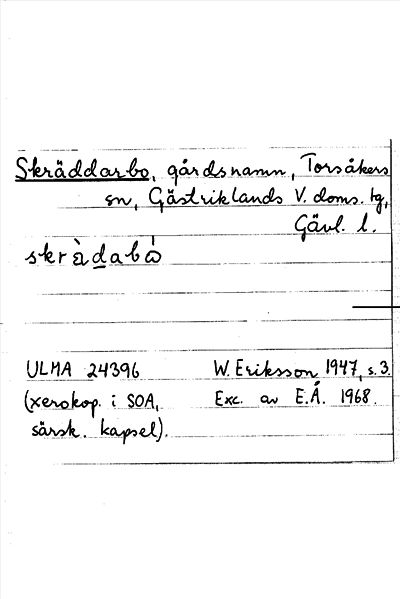 Skräddarbo, gårdsnamn, Torsåkers
sn, Gästriklands V. doms. tg,
Gävl. l.
skràdabò
ULMA 24396 W. Eriksson 1947, s. 3.
(xerokop. i SOA, Exc. av E.Å. 1968.
särsk. kapsel).